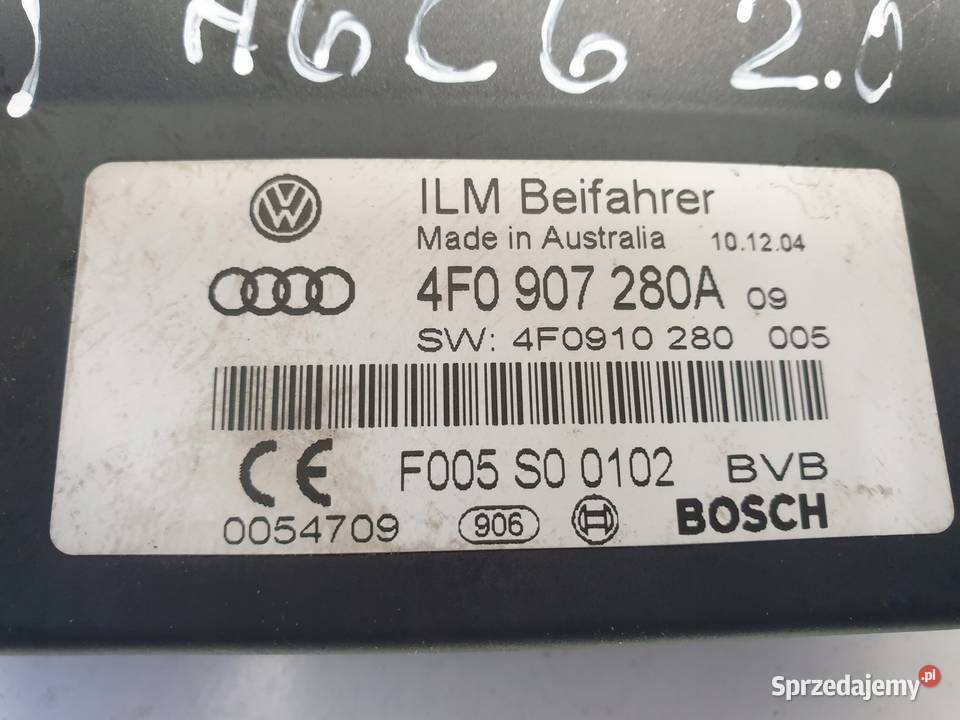 A6C6 2.0
ILM Beifahrer
Made in Australia 10.12.04
4F0 907 280A 09
SW: 4F0910 280 005
CE F005 S0 0102 BVB
0054709 906 BOSCH
Sprzedajemy.pl